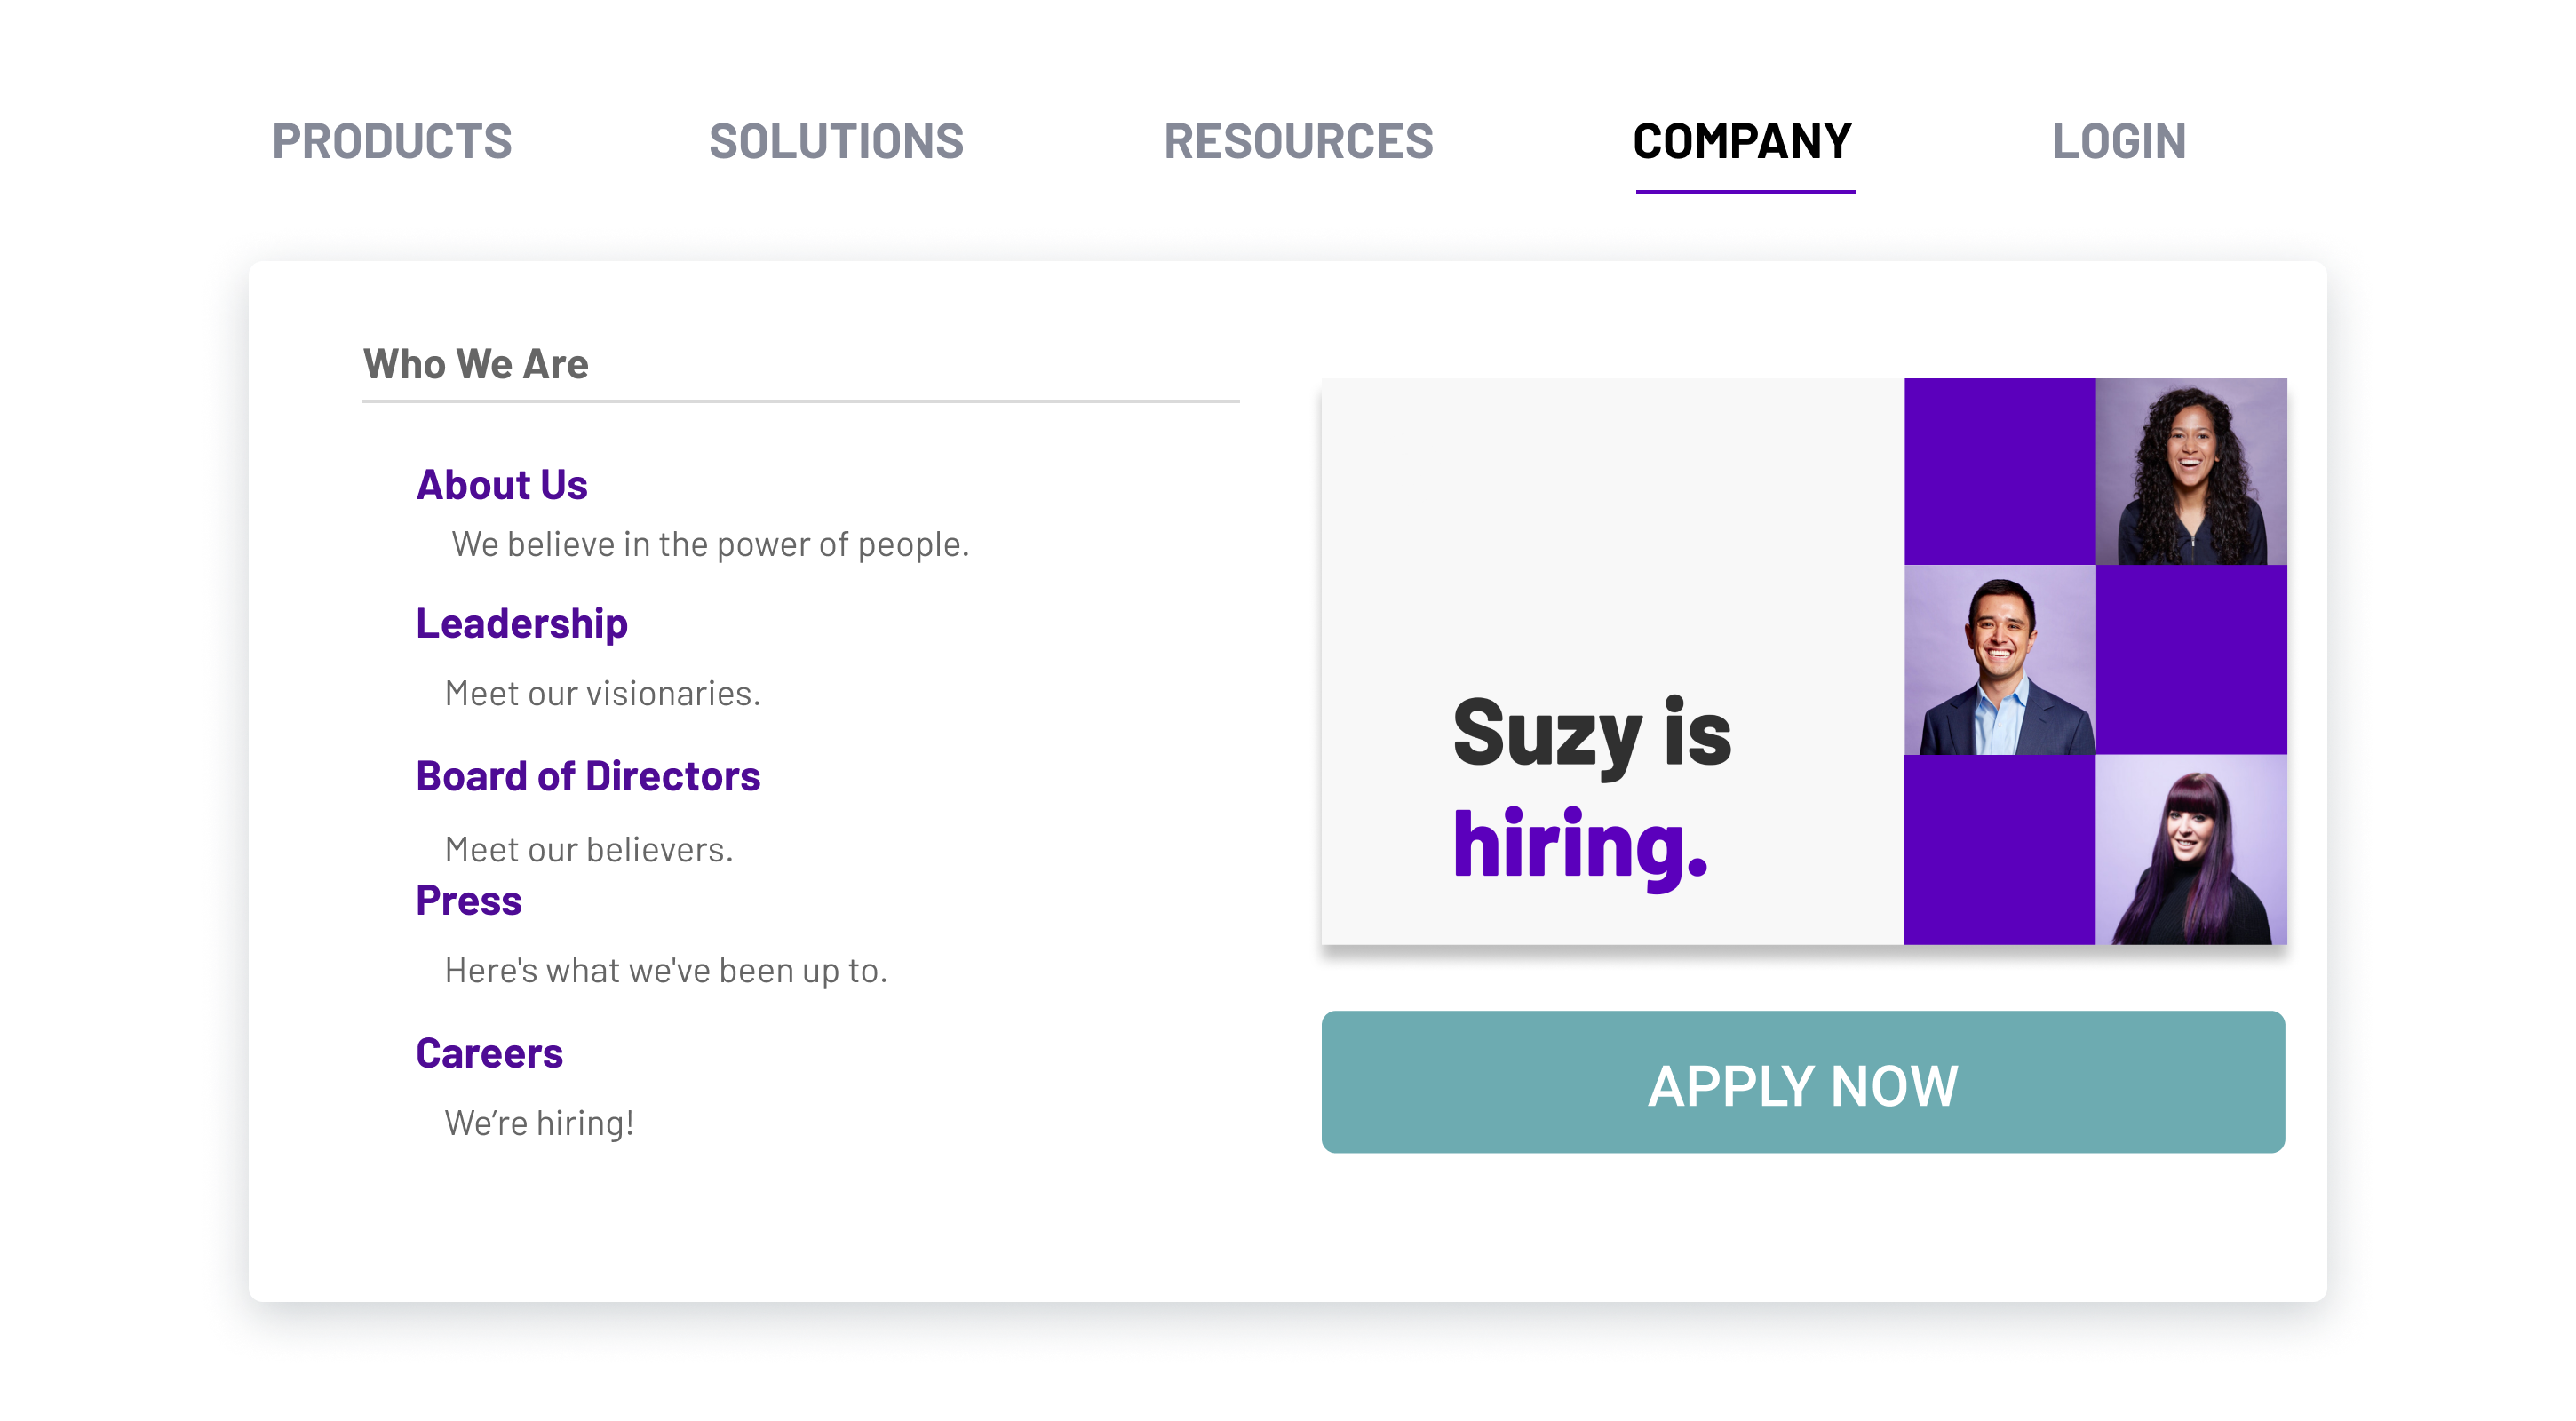 PRODUCTS
SOLUTIONS
RESOURCES
COMPANY
LOGIN
Who We Are
About Us
We believe in the power of people.
Leadership
Meet our visionaries.
Board of Directors
Meet our believers.
Press
Here's what we've been up to.
Careers
We’re hiring!
Suzy is
hiring.
APPLY NOW